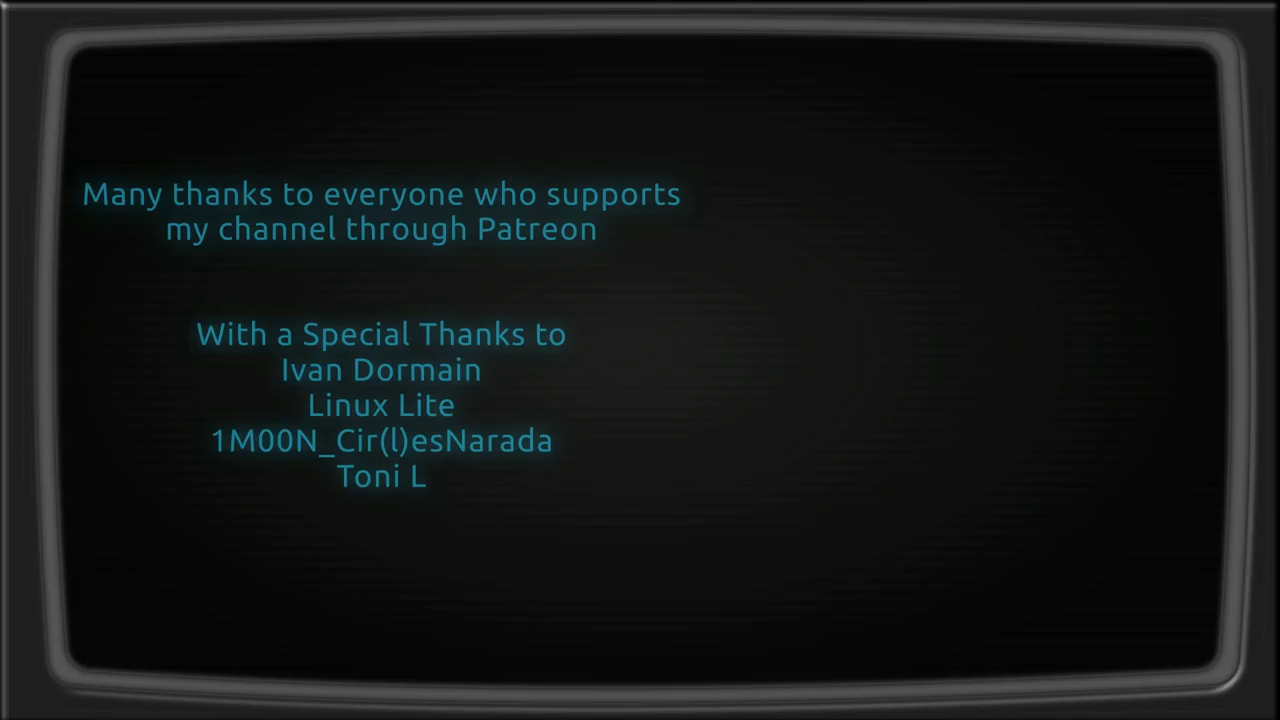 Many thanks to everyone who supports
my channel through Patreon
With a Special Thanks to
Ivan Dormain
Linux Lite
1M00N_Cir(l)esNarada
Toni L